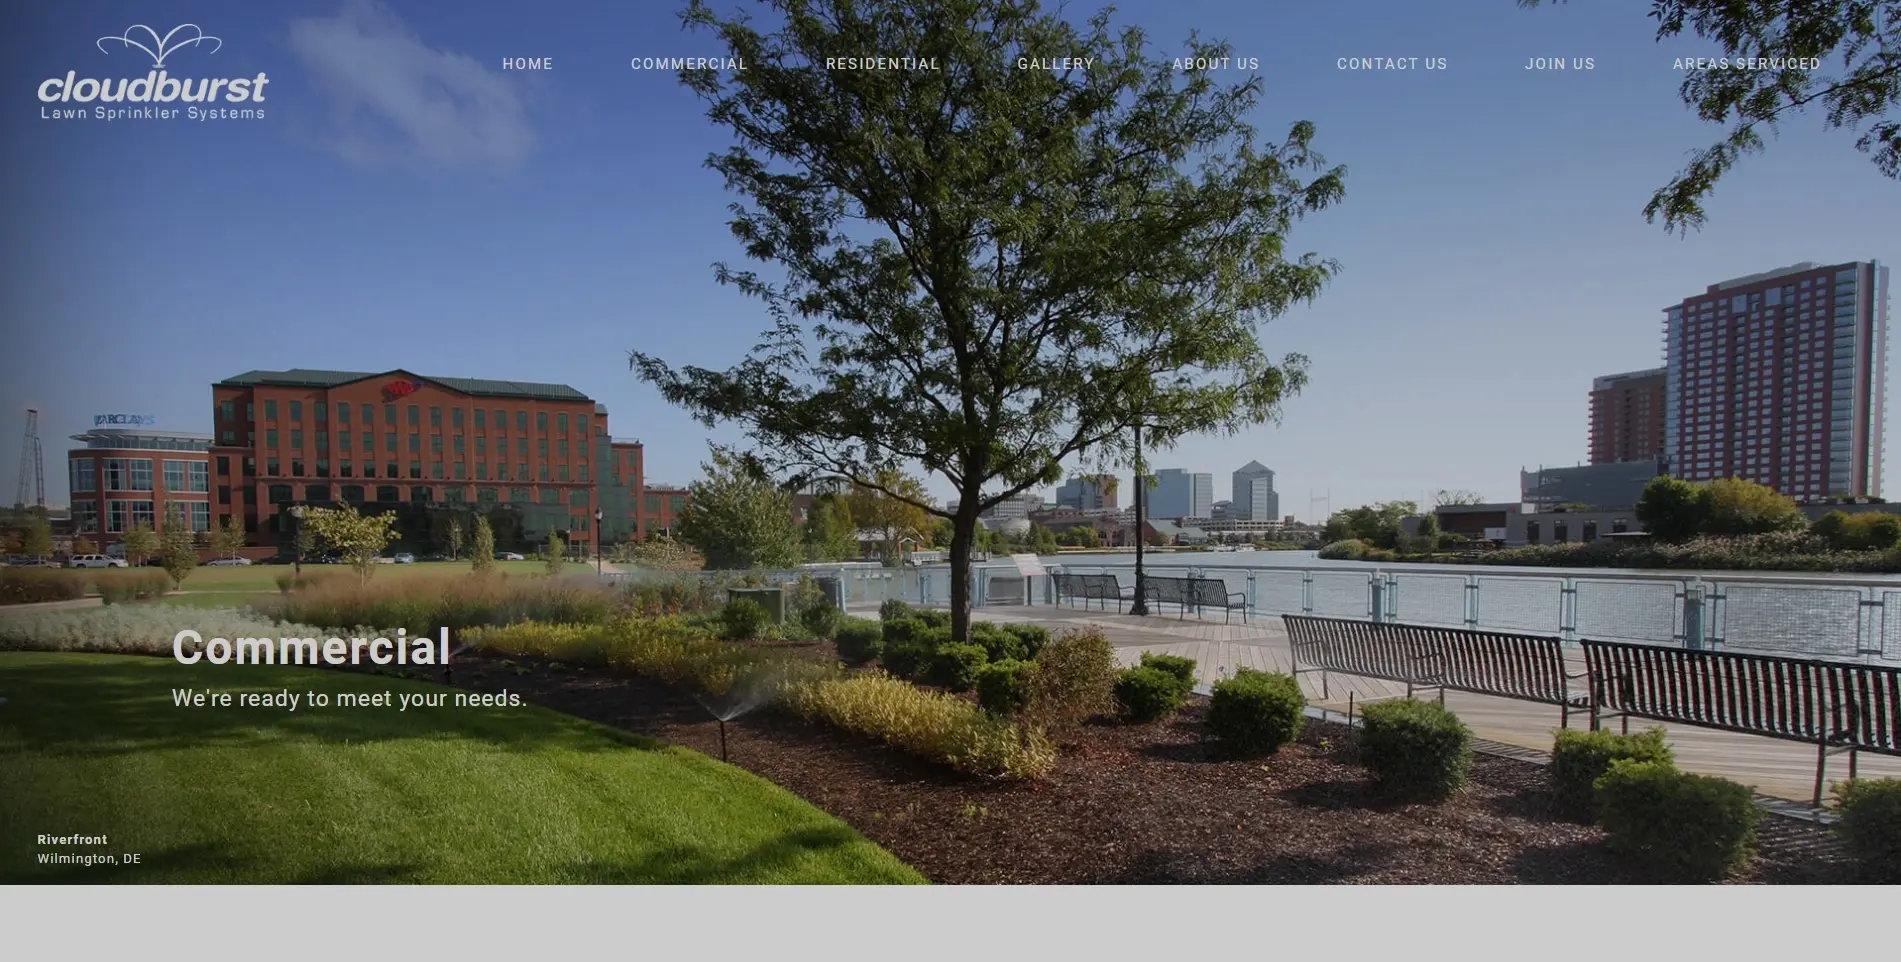 cloudburst
Lawn Sprinkler Systems
HOME
COMMERCIAL
RESIDENTIAL
GALLERY
ABOUT US
CONTACT US
JOIN US
AREAS SERVICED
BARCLAYS
AAA
Commercial
We're ready to meet your needs.
Riverfront
Wilmington, DE